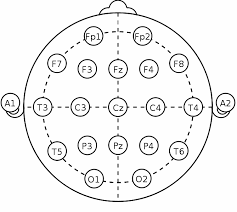 Fp1 Fp2
F7 F3 Fz F4 F8
A1 T3 C3 Cz C4 T4 A2
T5 P3 Pz P4 T6
O1 O2